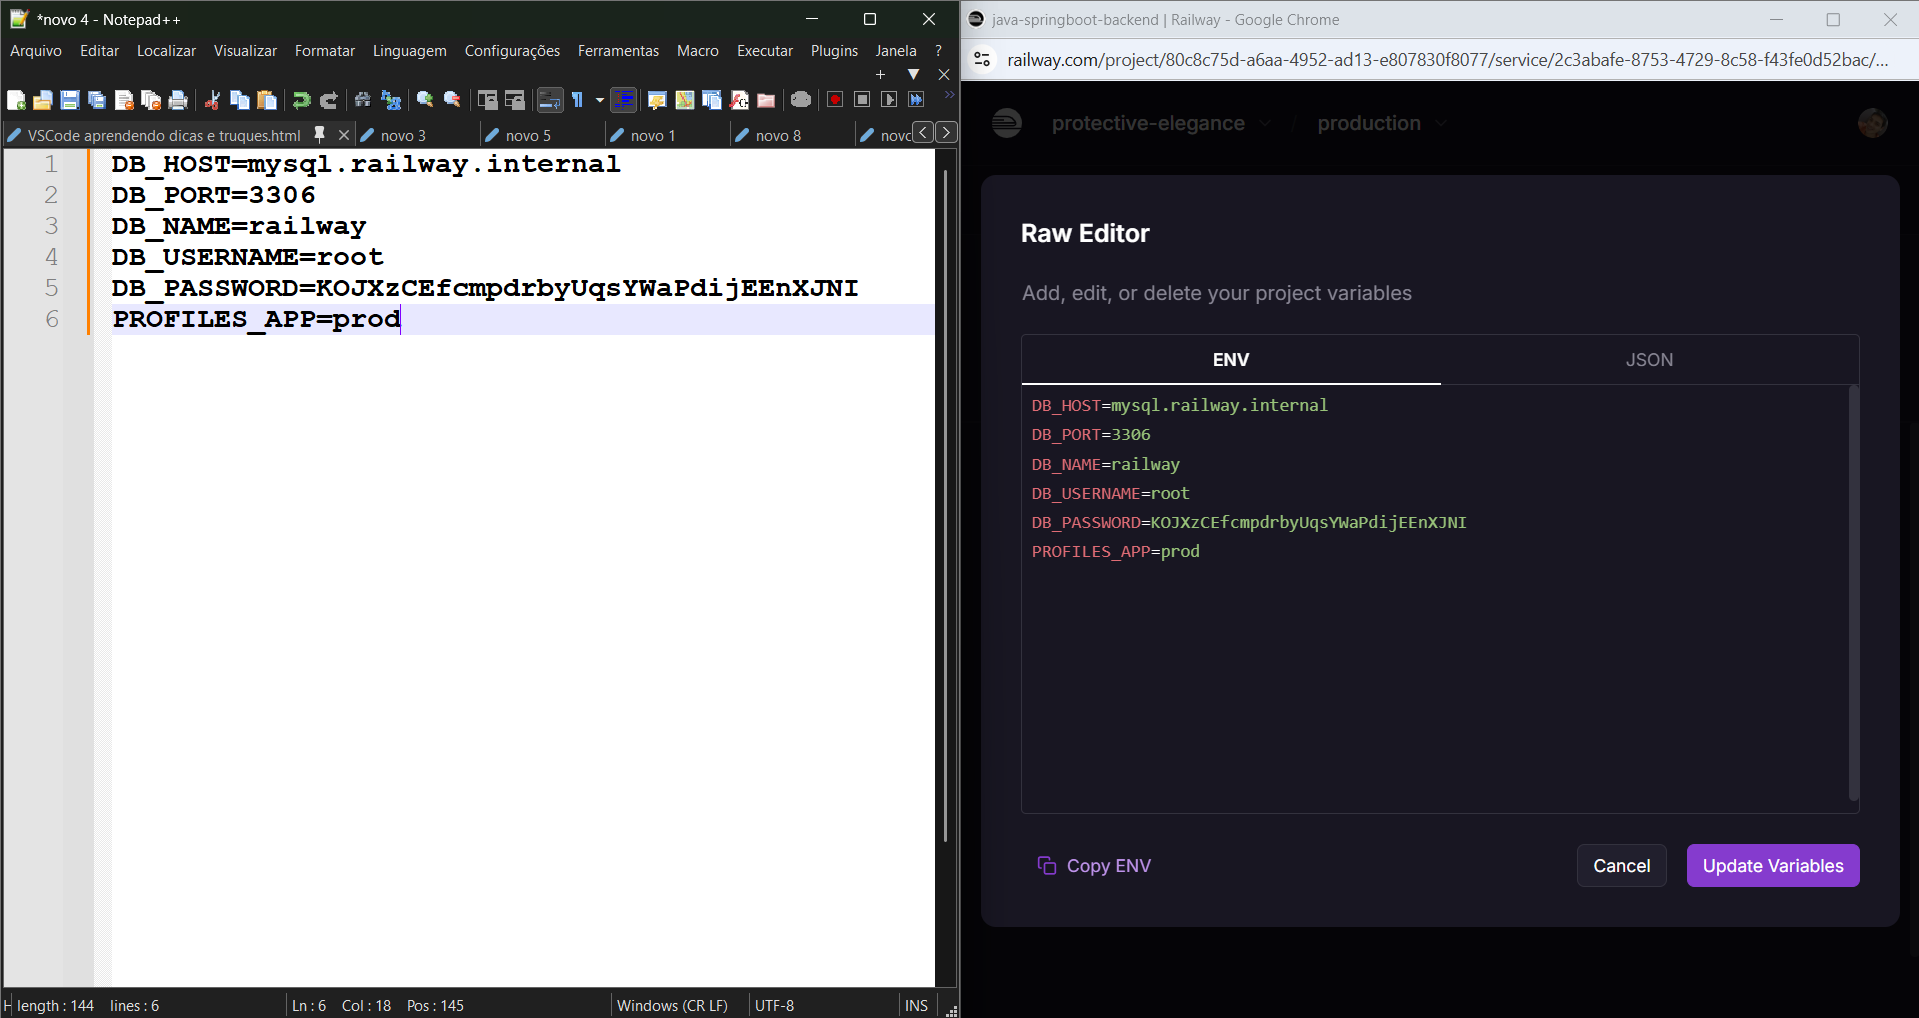 *novo 4 - Notepad++
Arquivo Editar Localizar Visualizar Formatar Linguagem Configurações Ferramentas Macro Executar Plugins Janela ?
VSCode aprendendo dicas e truques.html novo 3 novo 5 novo 1 novo 8 novo
1 DB_HOST=mysql.railway.internal
2 DB_PORT=3306
3 DB_NAME=railway
4 DB_USERNAME=root
5 DB_PASSWORD=KOJXzCEfcmpdrbyUqsYWaPdijEEnXJNI
6 PROFILES_APP=prod
length : 144 lines : 6 Ln : 6 Col : 18 Pos : 145 Windows (CR LF) UTF-8 INS
java-springboot-backend | Railway - Google Chrome
railway.com/project/80c8c75d-a6aa-4952-ad13-e807830f8077/service/2c3abafe-8753-4729-8c58-f43fe0d52bac/...
protective-elegance / production
Raw Editor
Add, edit, or delete your project variables
ENV JSON
DB_HOST=mysql.railway.internal
DB_PORT=3306
DB_NAME=railway
DB_USERNAME=root
DB_PASSWORD=KOJXzCEfcmpdrbyUqsYWaPdijEEnXJNI
PROFILES_APP=prod
Copy ENV Cancel Update Variables